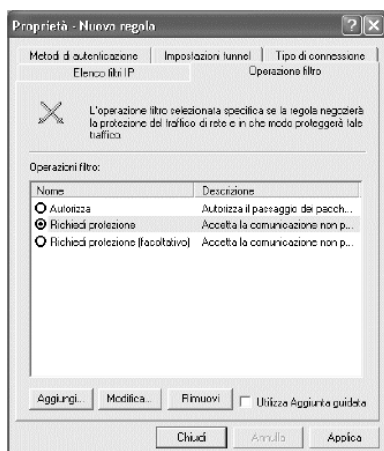 Proprietà - Nuova regola
Metodi di autenticazione
Impostazioni tunnel
Tipo di connessione
Elenco filtri IP
Operazione filtro
L'operazione filtro selezionata specifica se la regola negozierà
la protezione del traffico di rete e in che modo proteggerà tale
traffico.
Operazioni filtro:
Nome
Descrizione
Autorizza
Autorizza il passaggio dei pacch...
Richiedi protezione
Accetta la comunicazione non p...
Richiedi protezione (facoltativo)
Accetta la comunicazione non p...
Aggiungi...
Modifica...
Rimuovi
Utilizza Aggiunta guidata
Chiudi
Annulla
Applica